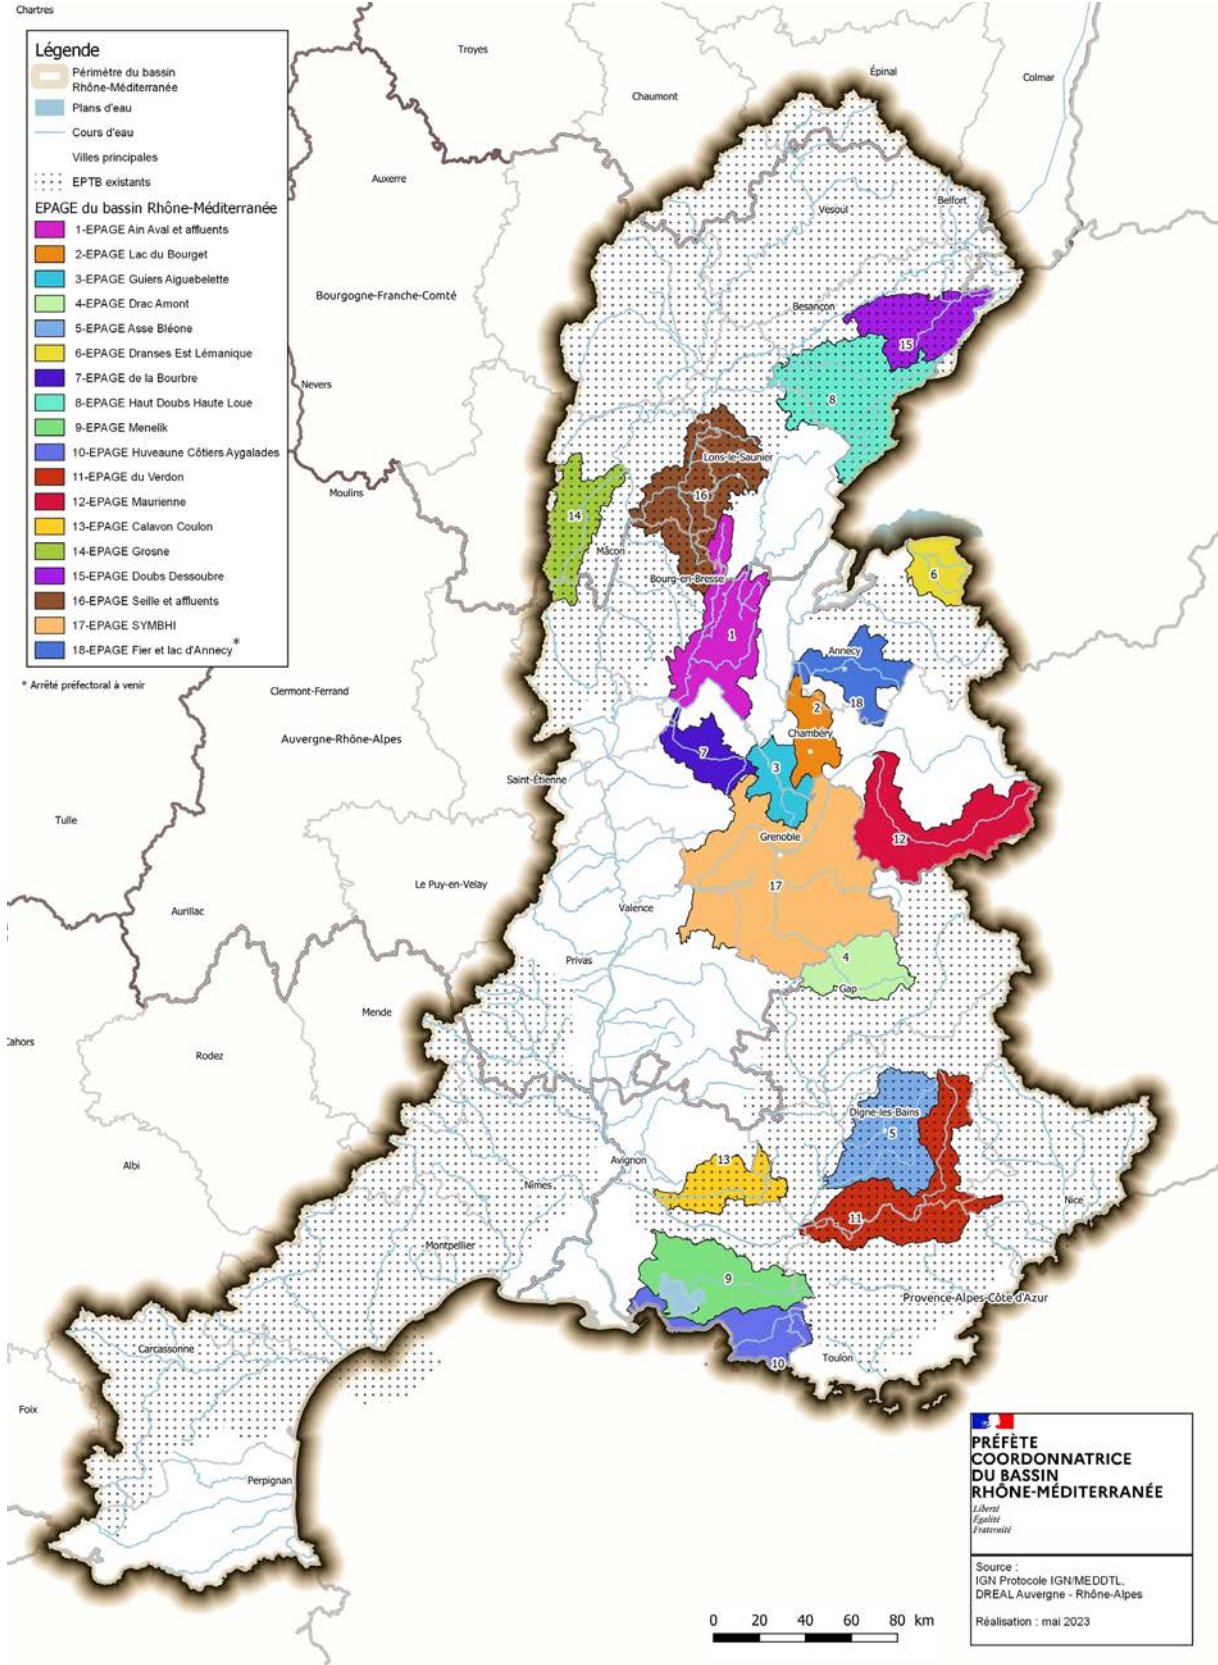 Chartres
Légende
Périmètre du bassin
Rhône-Méditerranée
Plans d'eau
Cours d'eau
Villes principales
EPTB existants
EPAGE du bassin Rhône-Méditerranée
1-EPAGE Ain Aval et affluents
2-EPAGE Lac du Bourget
3-EPAGE Guiers Aiguebelette
4-EPAGE Drac Amont
5-EPAGE Asse Bléone
6-EPAGE Dranses Est Lémanique
7-EPAGE de la Bourbre
8-EPAGE Haut Doubs Haute Loue
9-EPAGE Menelik
10-EPAGE Huveaune Côtiers Aygalades
11-EPAGE du Verdon
12-EPAGE Maurienne
13-EPAGE Calavon Coulon
14-EPAGE Grosne
15-EPAGE Doubs Dessoubre
16-EPAGE Seille et affluents
17-EPAGE SYMBHI
18-EPAGE Fier et lac d'Annecy *
* Arrêté préfectoral à venir
Troyes
Épinal
Colmar
Chaumont
Auxerre
Belfort
Vesoul
Bourgogne-Franche-Comté
Besançon
15
Nevers
8
Lons-le-Saunier
Moulins
16
14
Mâcon
Bourg-en-Bresse
6
1
Annecy
Clermont-Ferrand
2
18
Auvergne-Rhône-Alpes
Chambéry
7
3
Saint-Étienne
Tulle
Grenoble
12
Le Puy-en-Velay
17
Aurillac
Valence
4
Privas
Gap
Mende
Cahors
Rodez
Digne-les-Bains
5
Albi
Avignon
13
Nîmes
Nice
11
Montpellier
9
Provence-Alpes-Côte d'Azur
Carcassonne
10
Toulon
Foix
Perpignan
PRÉFÈTE
COORDONNATRICE
DU BASSIN
RHÔNE-MÉDITERRANÉE
Liberté
Égalité
Fraternité
Source :
IGN Protocole IGN/MEDDTL,
DREAL Auvergne - Rhône-Alpes
Réalisation : mai 2023
0 20 40 60 80 km